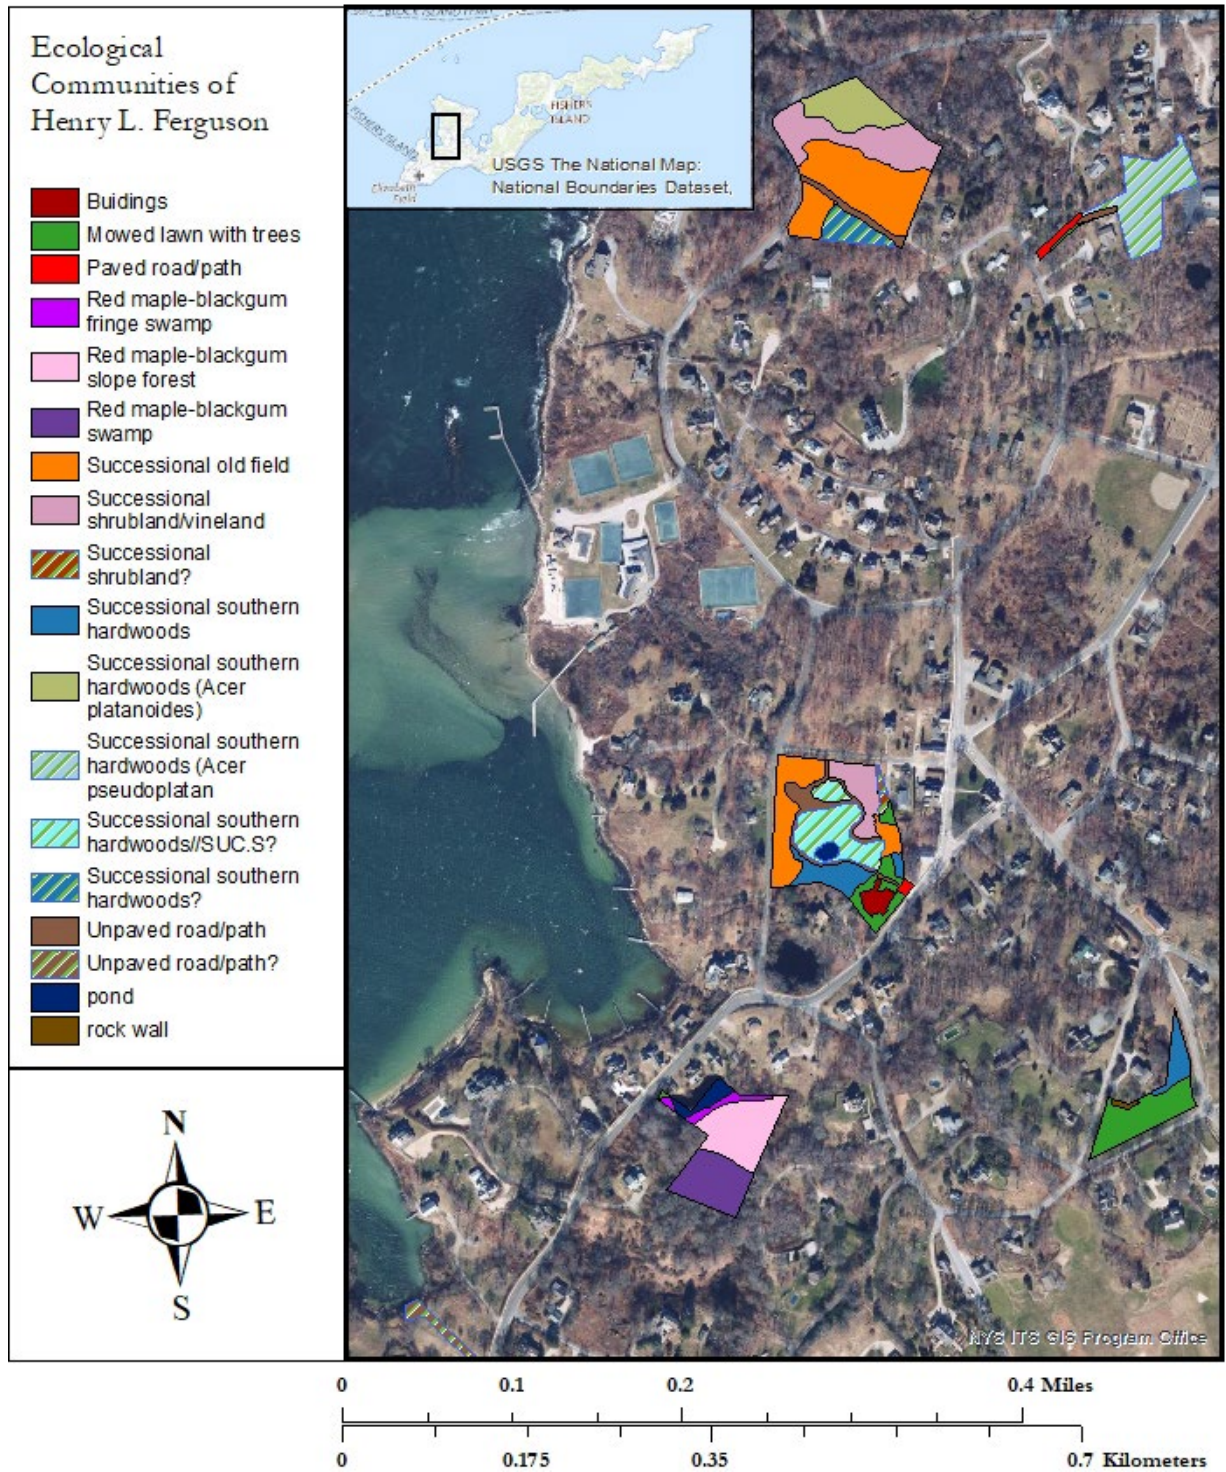 Ecological
Communities of
Henry L. Ferguson
Buidings
Mowed lawn with trees
Paved road/path
Red maple-blackgum
fringe swamp
Red maple-blackgum
slope forest
Red maple-blackgum
swamp
Successional old field
Successional
shrubland/vineland
Successional
shrubland?
Successional southern
hardwoods
Successional southern
hardwoods (Acer
platanoides)
Successional southern
hardwoods (Acer
pseudoplatan
Successional southern
hardwoods//SUC.S?
Successional southern
hardwoods?
Unpaved road/path
Unpaved road/path?
pond
rock wall
N
W
E
S
FISHERS ISLAND
FISHERS
ISLAND
Elizabeth
Field
USGS The National Map:
National Boundaries Dataset,
NYS ITS GIS Program Office
0 0.1 0.2 0.4 Miles
0 0.175 0.35 0.7 Kilometers